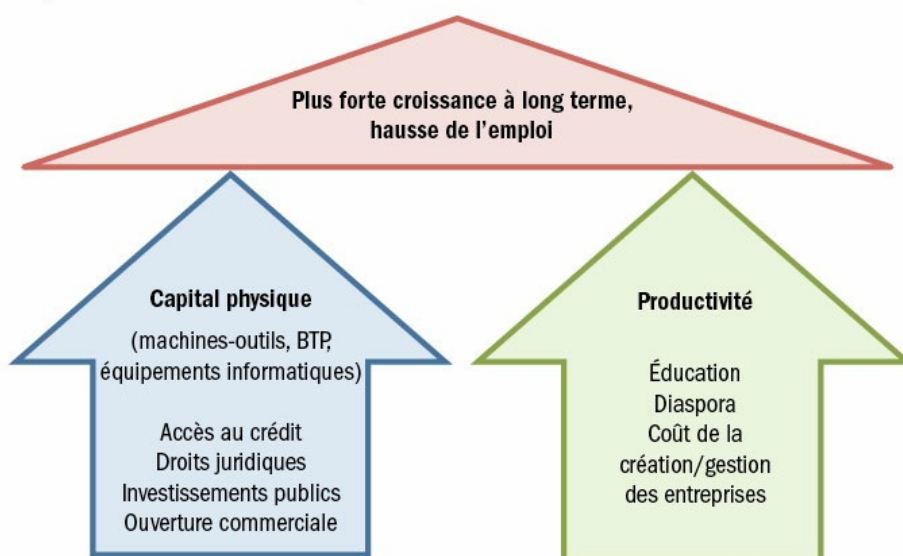 Plus forte croissance à long terme,
hausse de l'emploi
Capital physique
(machines-outils, BTP,
équipements informatiques)
Accès au crédit
Droits juridiques
Investissements publics
Ouverture commerciale
Productivité
Éducation
Diaspora
Coût de la
création/gestion
des entreprises